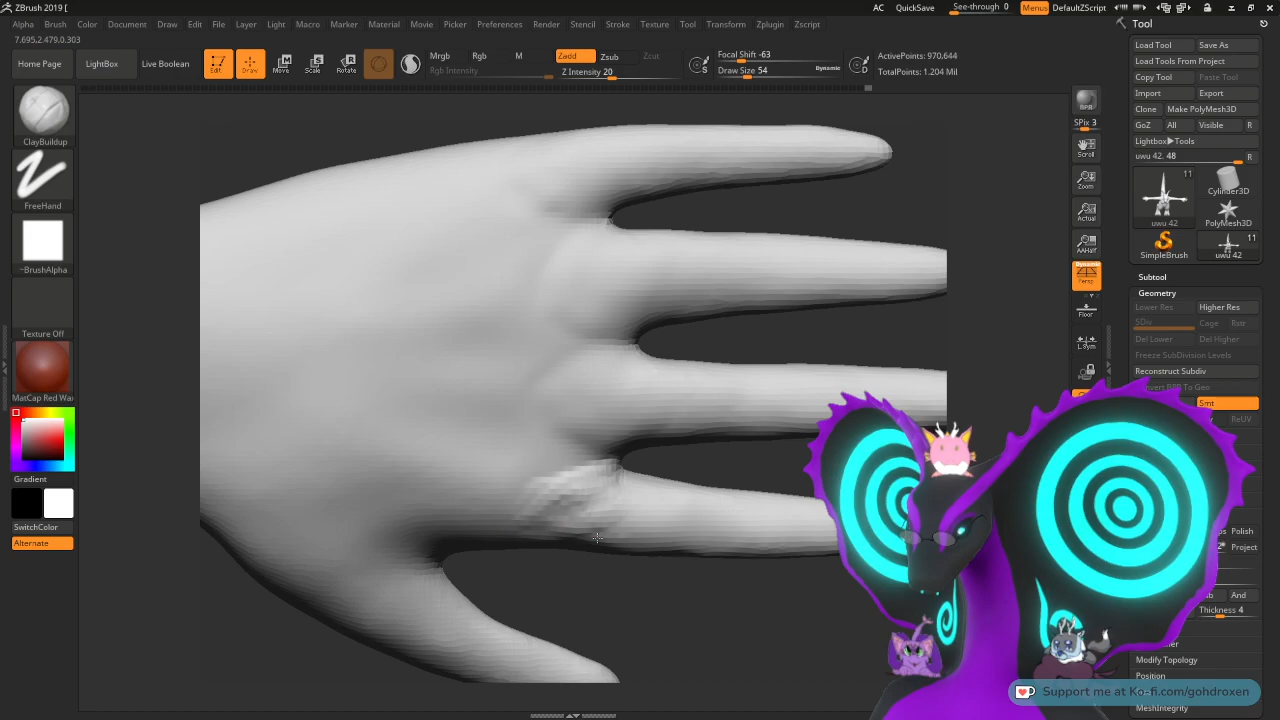 ZBrush 2019 [
AC QuickSave See-through 0 Menus DefaultZScript
Alpha Brush Color Document Draw Edit File Layer Light Macro Marker Material Movie Picker Preferences Render Stencil Stroke Texture Tool Transform Zplugin Zscript
Tool
7.695,2.479,0.303
Home Page LightBox Live Boolean
Edit Draw Move Scale Rotate
Mrgb Rgb M
Rgb Intensity
Zadd Zsub Zcut
Z Intensity 20
S
Focal Shift -63
Draw Size 54 Dynamic
D
ActivePoints: 970,644
TotalPoints: 1.204 Mil
ClayBuildup
FreeHand
~BrushAlpha
Texture Off
MatCap Red Wax
Gradient
SwitchColor
Alternate
BPR
SPix 3
Scroll
Zoom
Actual
AAHalf
Dynamic
Persp
Floor
L.Sym
Load Tool Save As
Load Tools From Project
Copy Tool Paste Tool
Import Export
Clone Make PolyMesh3D
GoZ All Visible R
Lightbox▶Tools
uwu 42. 48 R
11
uwu 42
Cylinder3D
PolyMesh3D
SimpleBrush
11
uwu 42
Subtool
Geometry
Lower Res Higher Res
SDiv Cage Rstr
Del Lower Del Higher
Freeze SubDivision Levels
Reconstruct Subdiv
Convert BPR To Geo
Smt
ReUV
Polish
Project
And
Thickness 4
Modify Topology
Position
MeshIntegrity
Support me at Ko-fi.com/gohdroxen